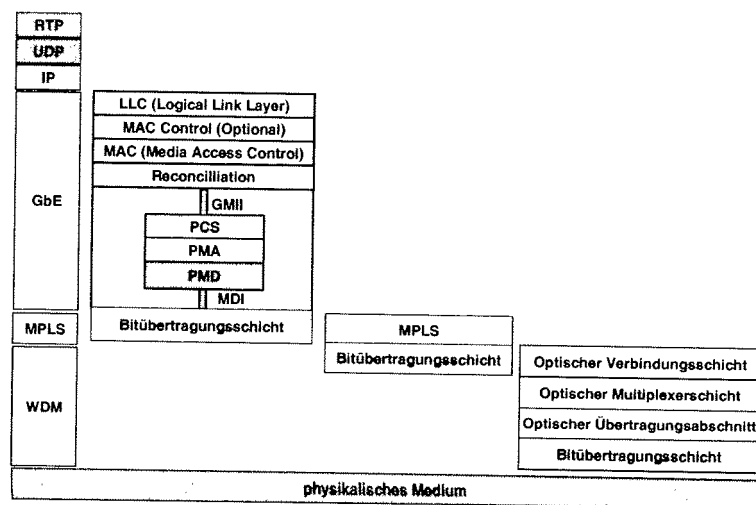 RTP
UDP
IP
GbE
MPLS
WDM
LLC (Logical Link Layer)
MAC Control (Optional)
MAC (Media Access Control)
Reconcilliation
GMII
PCS
PMA
PMD
MDI
Bitübertragungsschicht
MPLS
Bitübertragungsschicht
Optischer Verbindungsschicht
Optischer Multiplexerschicht
Optischer Übertragungsabschnitt
Bitübertragungsschicht
physikalisches Medium